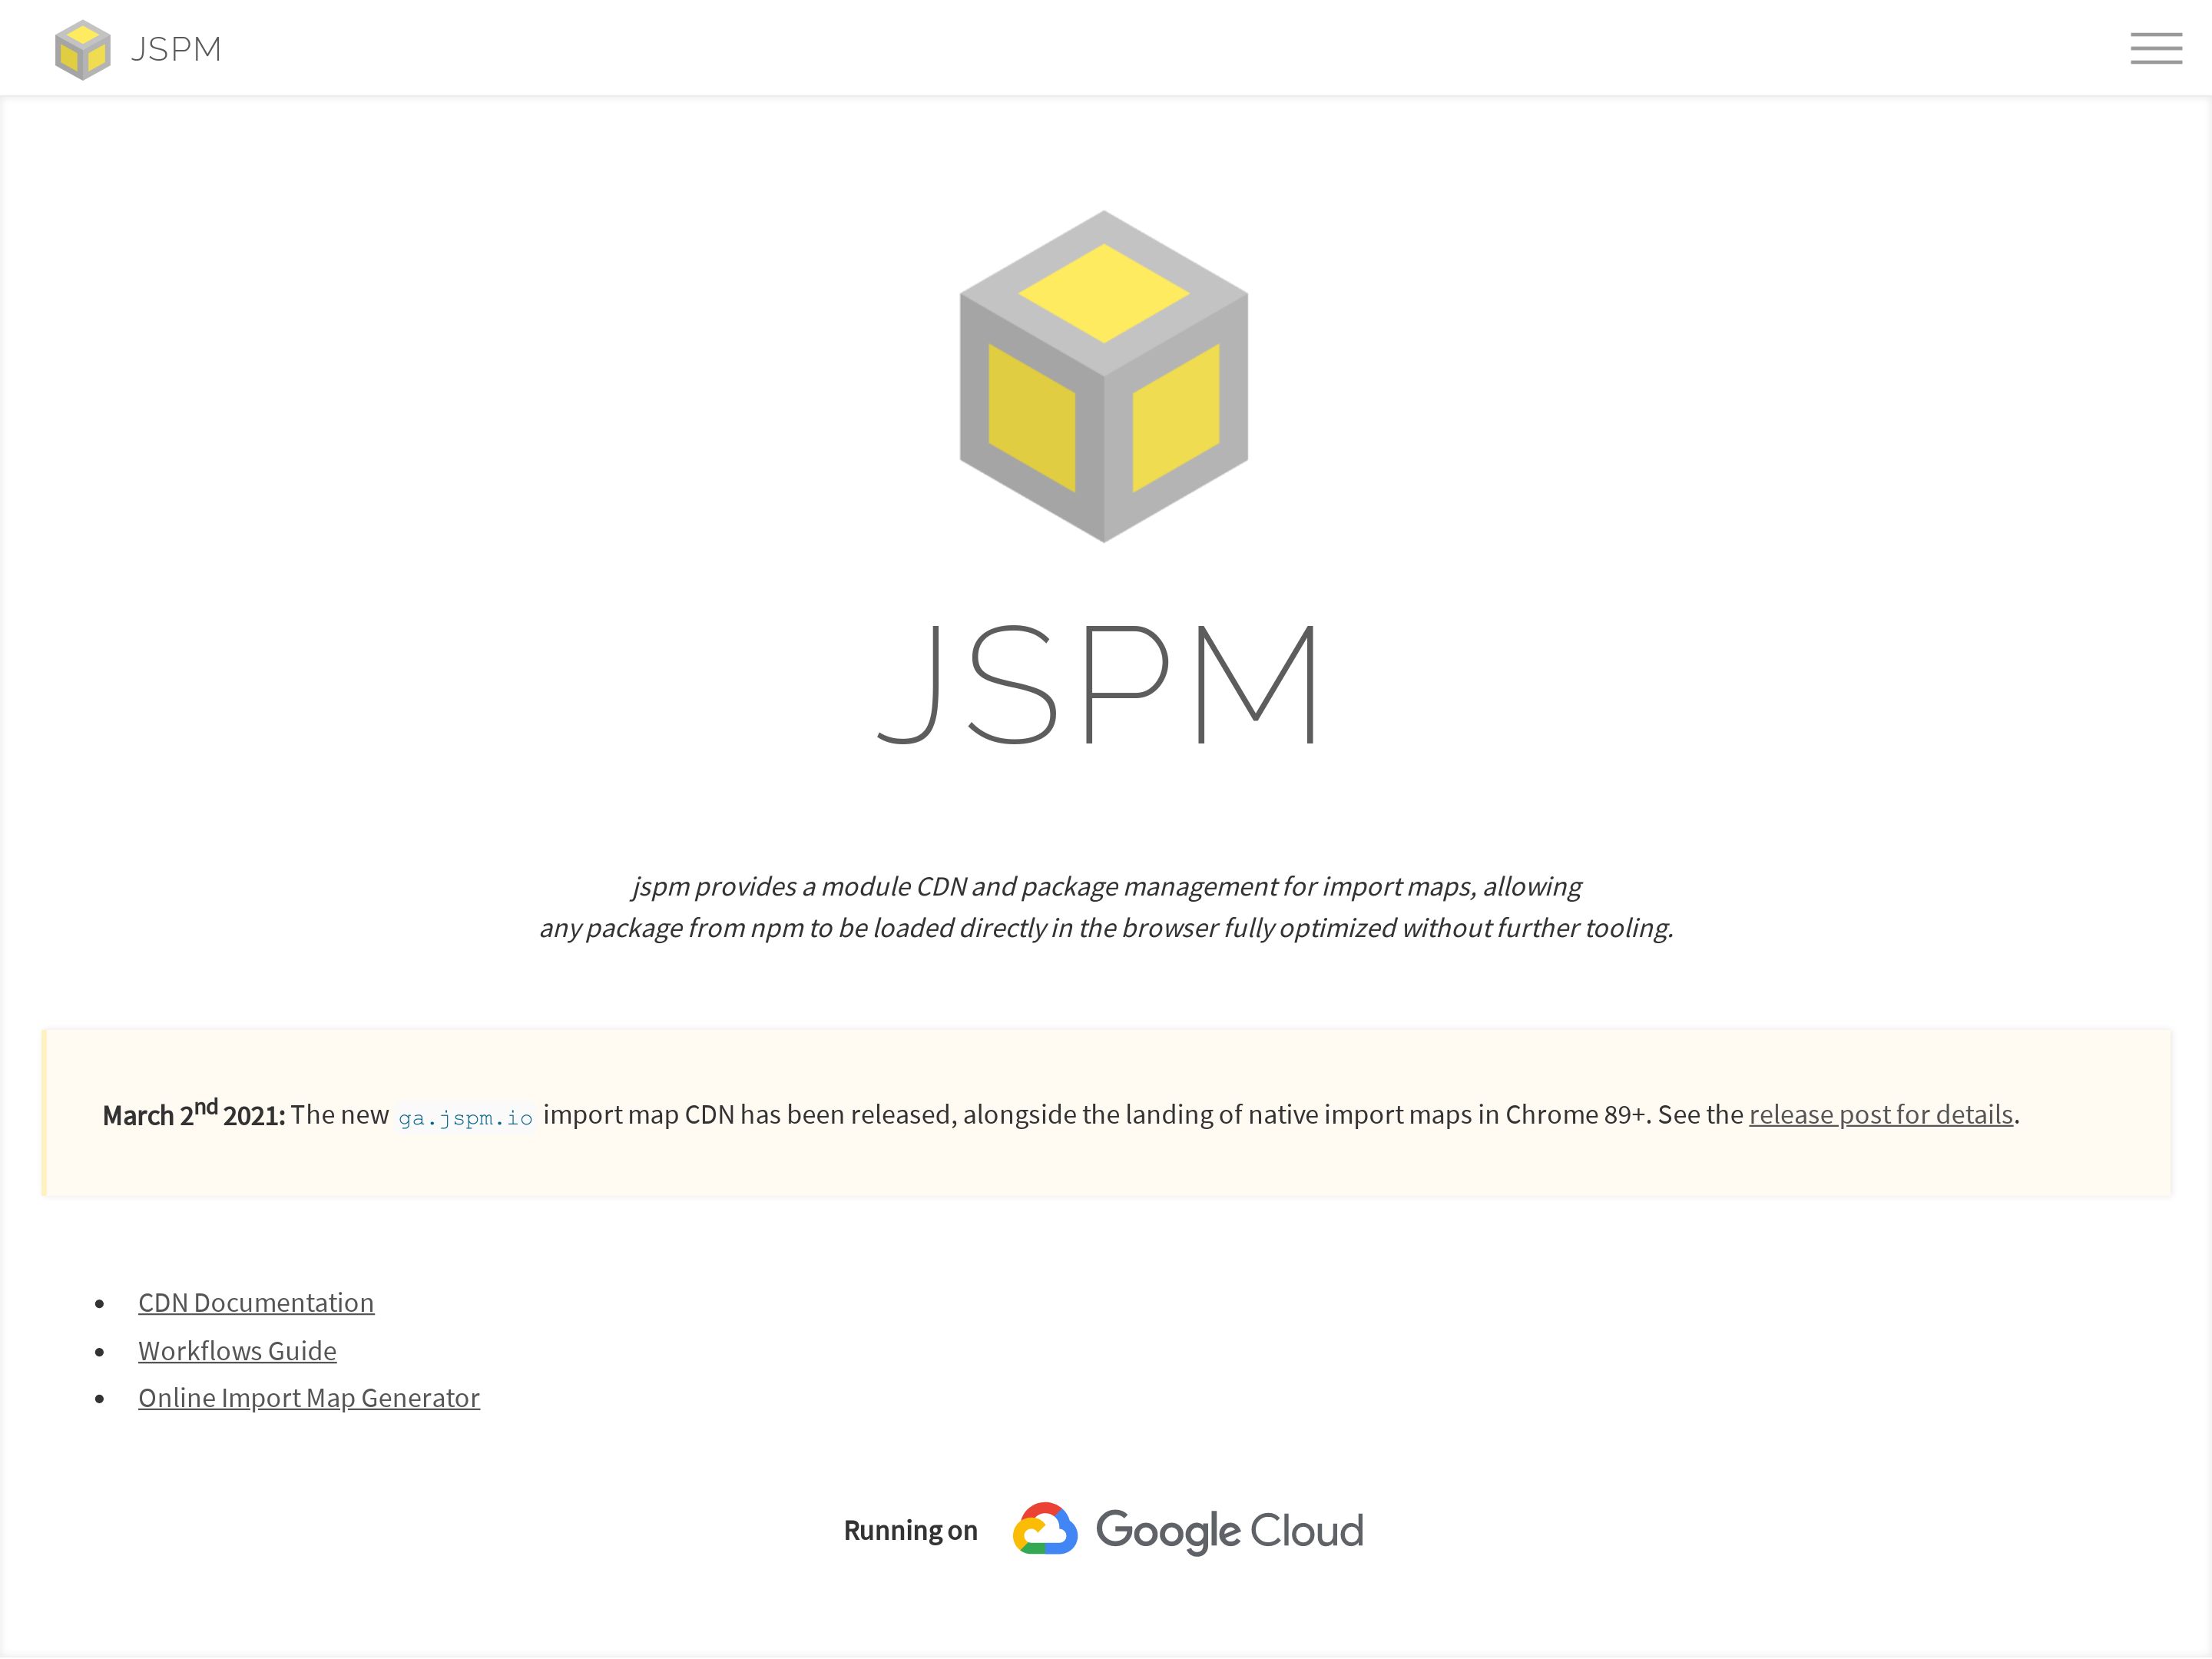 JSPM
JSPM
jspm provides a module CDN and package management for import maps, allowing
any package from npm to be loaded directly in the browser fully optimized without further tooling.
March 2nd 2021: The new ga.jspm.io import map CDN has been released, alongside the landing of native import maps in Chrome 89+. See the release post for details.
CDN Documentation
Workflows Guide
Online Import Map Generator
Running on Google Cloud